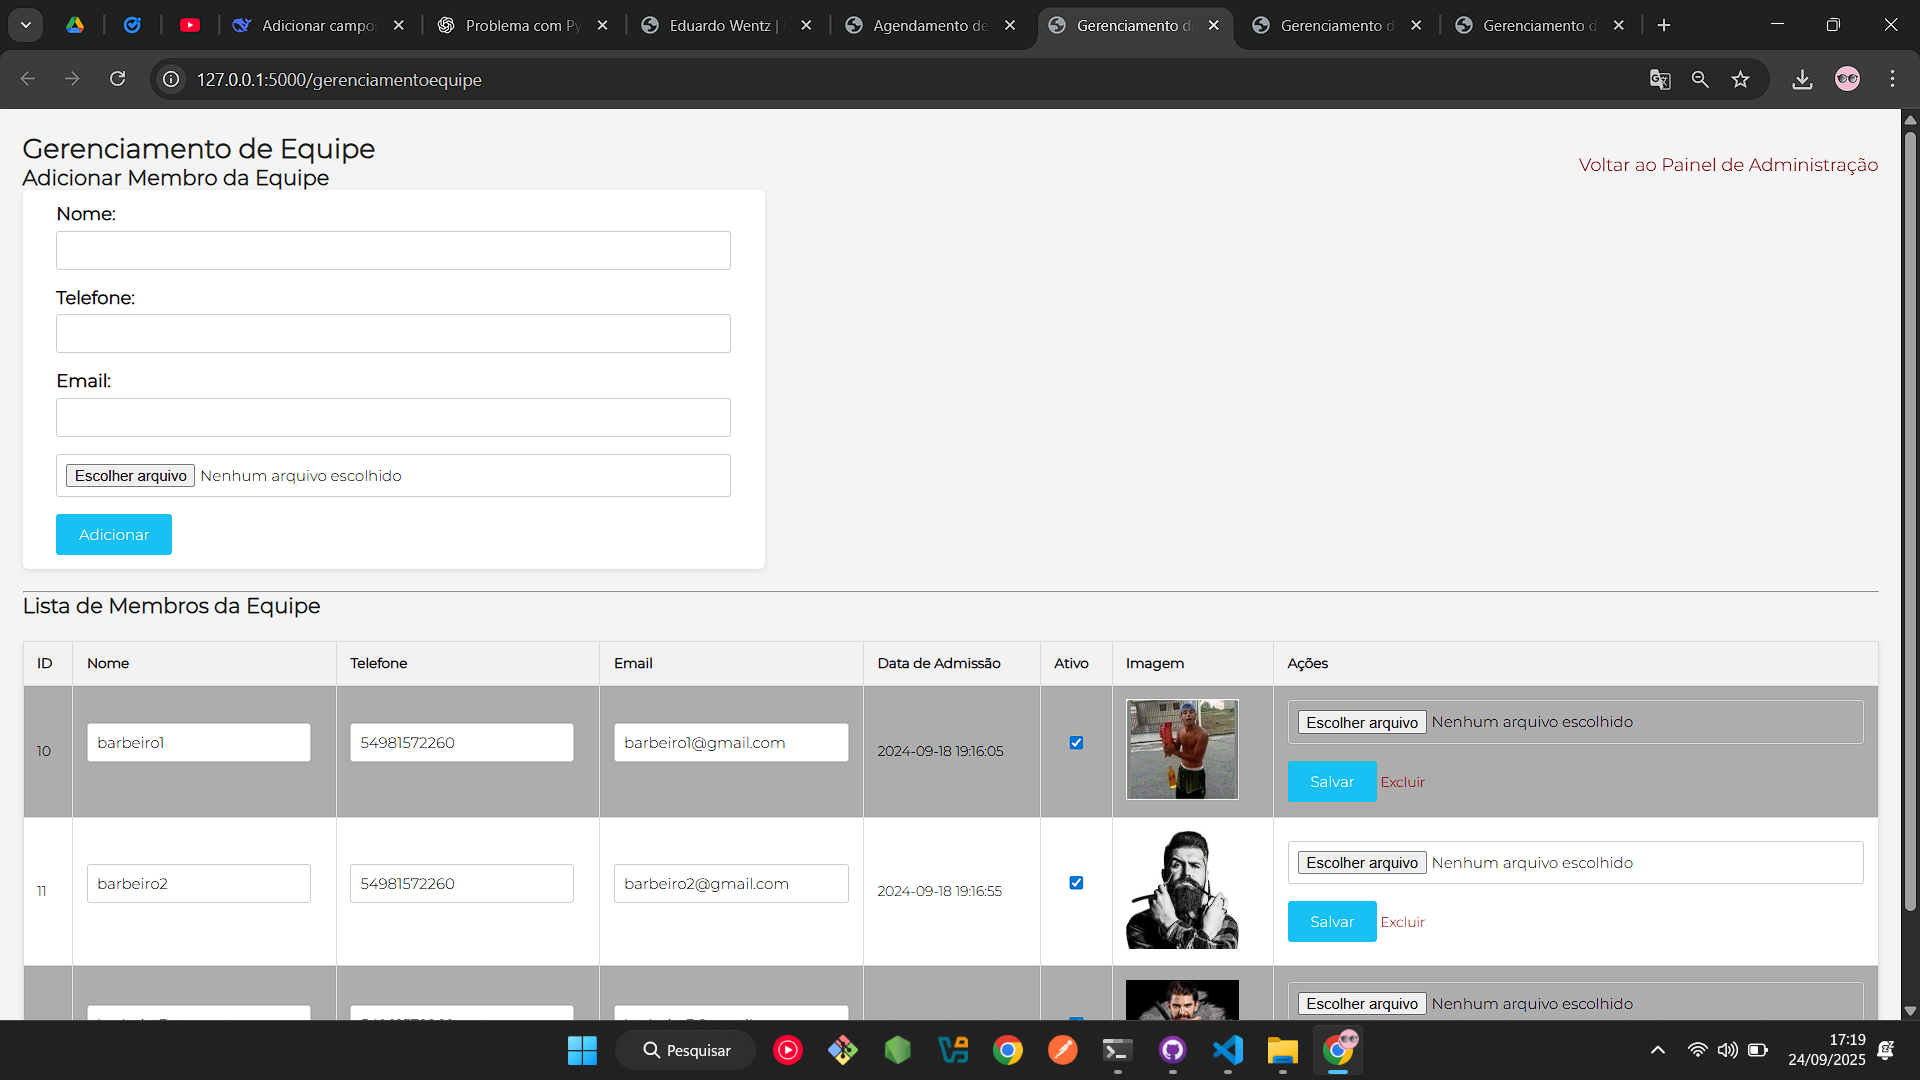 Adicionar campos
Problema com Py
Eduardo Wentz |
Agendamento de
Gerenciamento d
Gerenciamento d
Gerenciamento d
127.0.0.1:5000/gerenciamentoequipe
Gerenciamento de Equipe
Voltar ao Painel de Administração
Adicionar Membro da Equipe
Nome:
Telefone:
Email:
Escolher arquivo Nenhum arquivo escolhido
Adicionar
Lista de Membros da Equipe
ID Nome Telefone Email Data de Admissão Ativo Imagem Ações
10 barbeiro1 54981572260 barbeiro1@gmail.com 2024-09-18 19:16:05
Escolher arquivo Nenhum arquivo escolhido
Salvar Excluir
11 barbeiro2 54981572260 barbeiro2@gmail.com 2024-09-18 19:16:55
Escolher arquivo Nenhum arquivo escolhido
Salvar Excluir
Escolher arquivo Nenhum arquivo escolhido
Pesquisar
17:19
24/09/2025